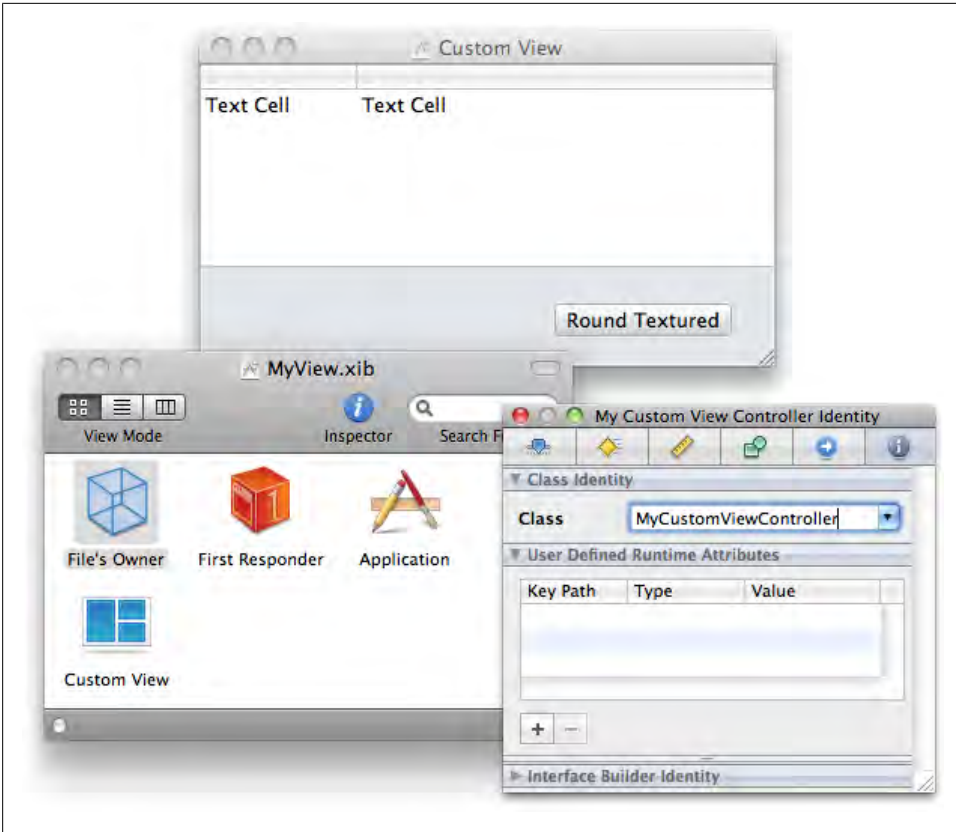 Custom View
Text Cell Text Cell
Round Textured
MyView.xib
View Mode Inspector Search F
File's Owner First Responder Application
Custom View
My Custom View Controller Identity
Class Identity
Class MyCustomViewController
User Defined Runtime Attributes
Key Path Type Value
Interface Builder Identity